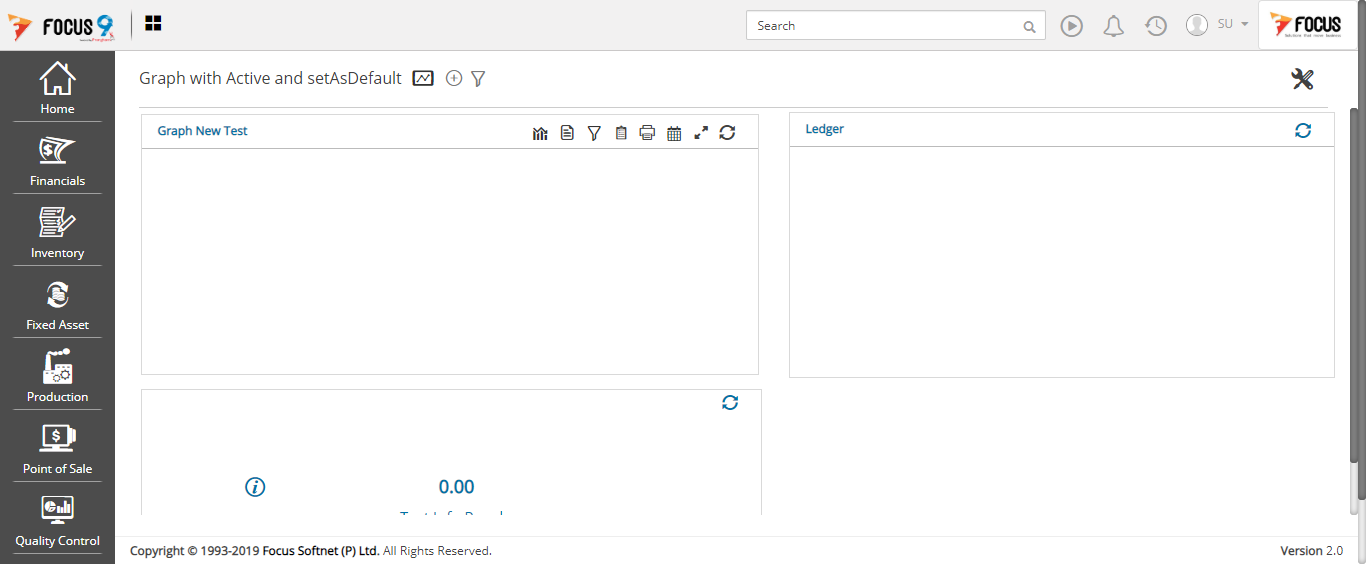 FOCUS 9
Search
SU
FOCUS
Home
Financials
Inventory
Fixed Asset
Production
Point of Sale
Quality Control
Graph with Active and setAsDefault
Graph New Test
Ledger
0.00
Copyright © 1993-2019 Focus Softnet (P) Ltd. All Rights Reserved.
Version 2.0